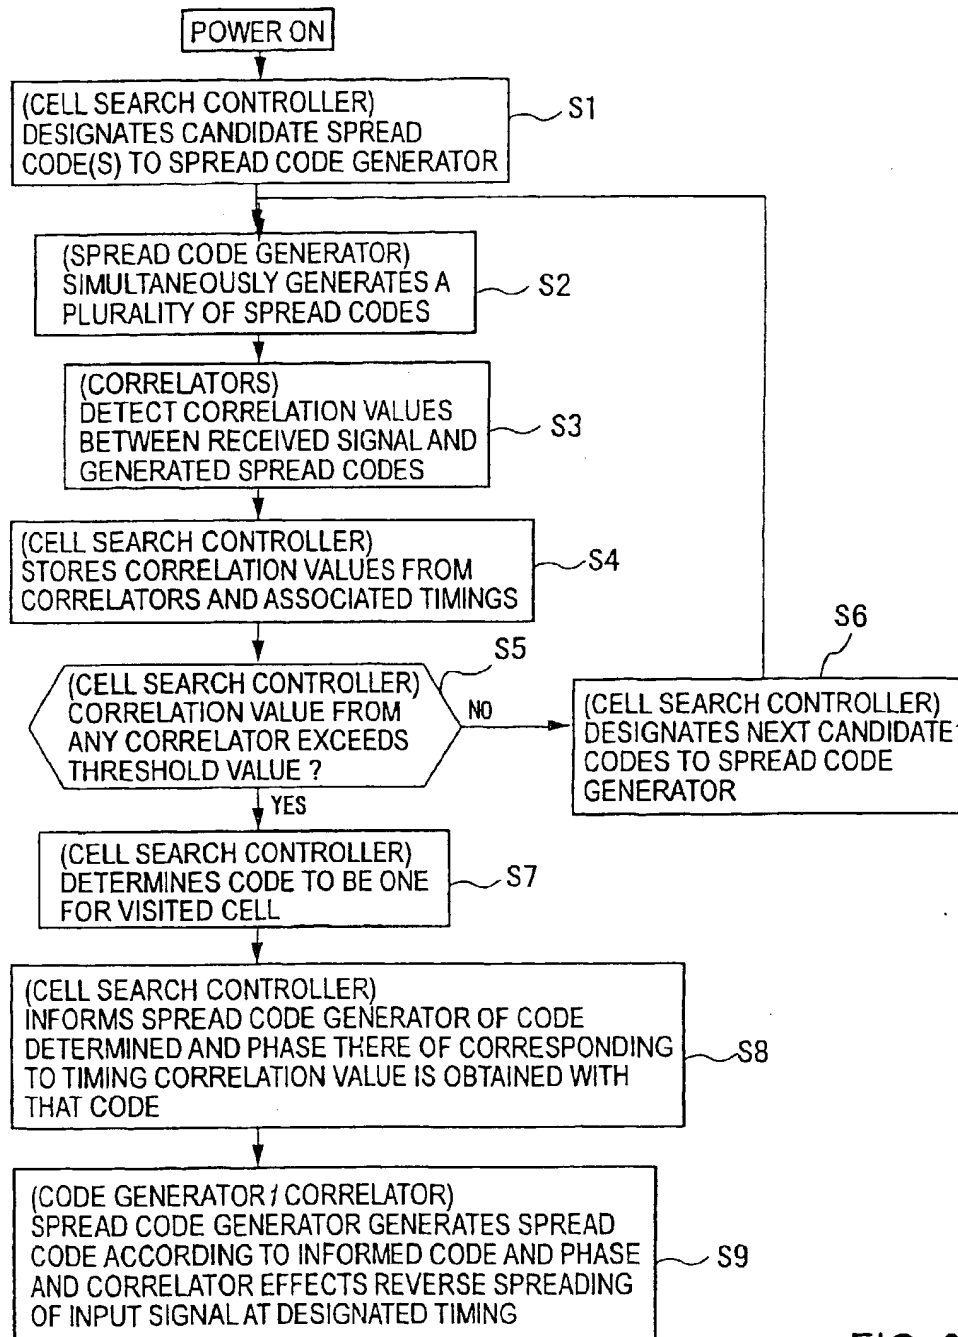 POWER ON
(CELL SEARCH CONTROLLER)
DESIGNATES CANDIDATE SPREAD
CODE(S) TO SPREAD CODE GENERATOR
S1
(SPREAD CODE GENERATOR)
SIMULTANEOUSLY GENERATES A
PLURALITY OF SPREAD CODES
S2
(CORRELATORS)
DETECT CORRELATION VALUES
BETWEEN RECEIVED SIGNAL AND
GENERATED SPREAD CODES
S3
(CELL SEARCH CONTROLLER)
STORES CORRELATION VALUES FROM
CORRELATORS AND ASSOCIATED TIMINGS
S4
S5
(CELL SEARCH CONTROLLER)
CORRELATION VALUE FROM
ANY CORRELATOR EXCEEDS
THRESHOLD VALUE ?
NO
YES
S6
(CELL SEARCH CONTROLLER)
DESIGNATES NEXT CANDIDATE
CODES TO SPREAD CODE
GENERATOR
(CELL SEARCH CONTROLLER)
DETERMINES CODE TO BE ONE
FOR VISITED CELL
S7
(CELL SEARCH CONTROLLER)
INFORMS SPREAD CODE GENERATOR OF CODE
DETERMINED AND PHASE THERE OF CORRESPONDING
TO TIMING CORRELATION VALUE IS OBTAINED WITH
THAT CODE
S8
(CODE GENERATOR / CORRELATOR)
SPREAD CODE GENERATOR GENERATES SPREAD
CODE ACCORDING TO INFORMED CODE AND PHASE
AND CORRELATOR EFFECTS REVERSE SPREADING
OF INPUT SIGNAL AT DESIGNATED TIMING
S9